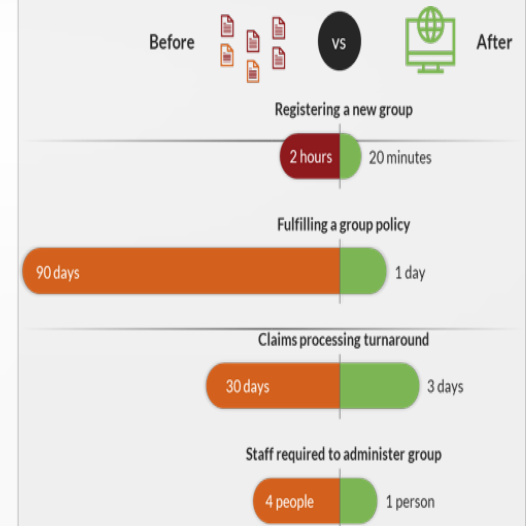 Before vs After
Registering a new group
2 hours 20 minutes
Fulfilling a group policy
90 days 1 day
Claims processing turnaround
30 days 3 days
Staff required to administer group
4 people 1 person